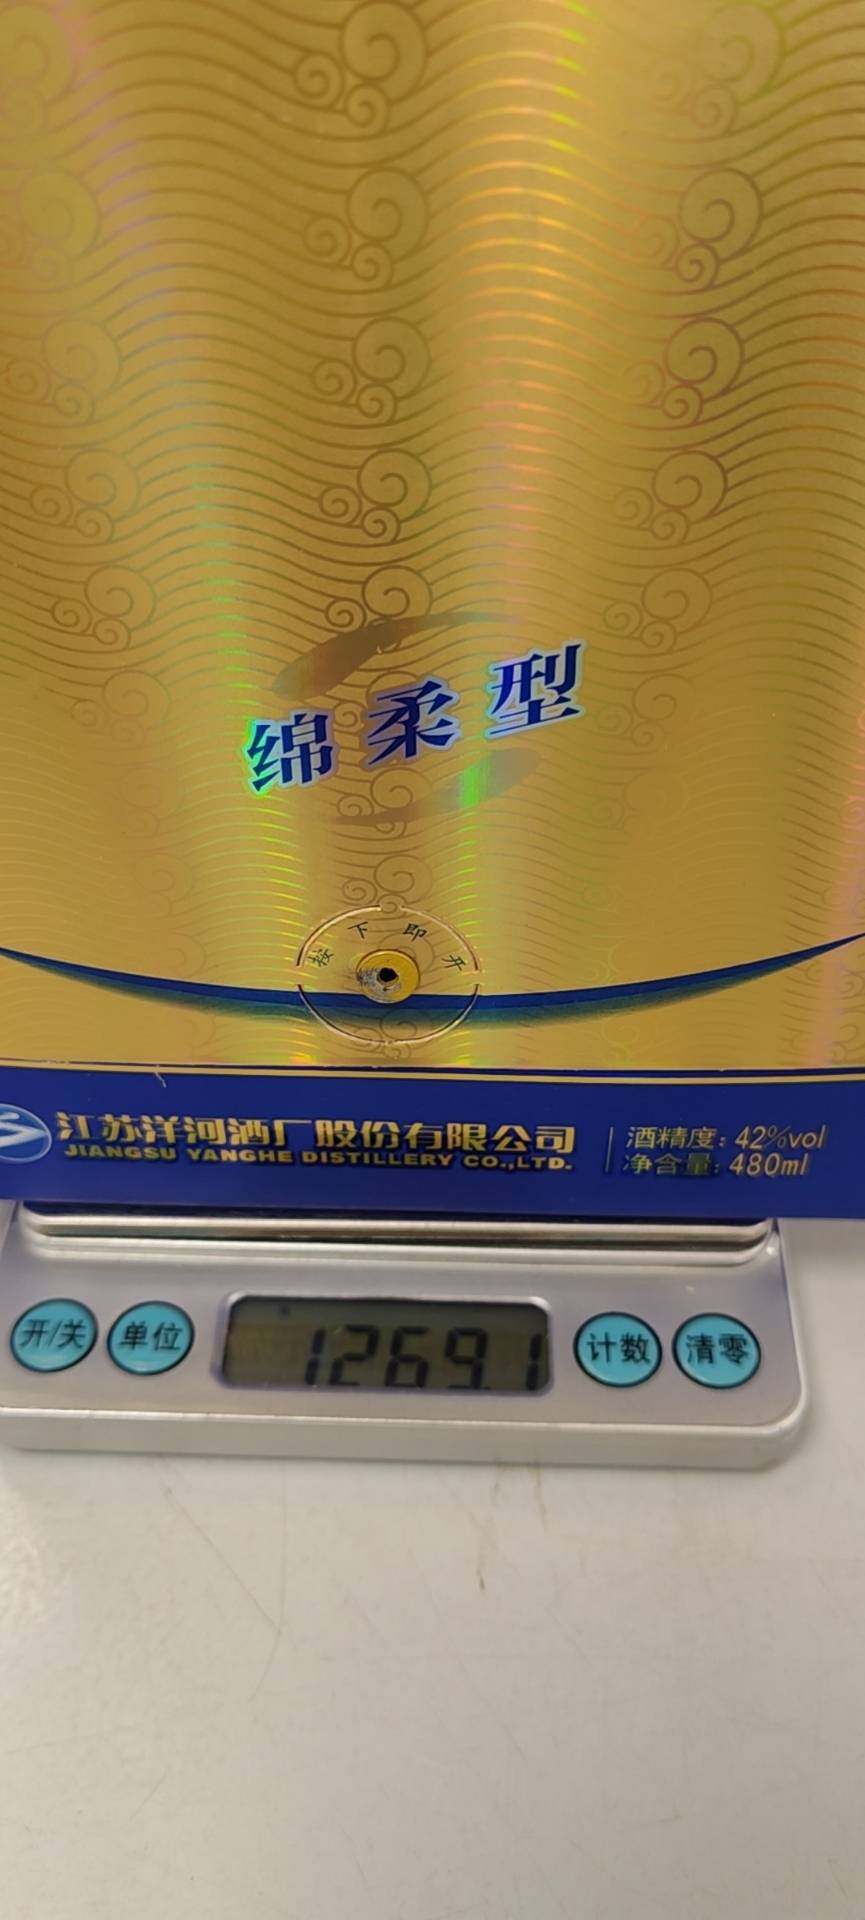 绵柔型
按下即开
江苏洋河酒厂股份有限公司
JIANGSU YANGHE DISTILLERY CO.,LTD.
酒精度：42%vol
净含量：480ml
开/关
单位
1269.1
计数
清零